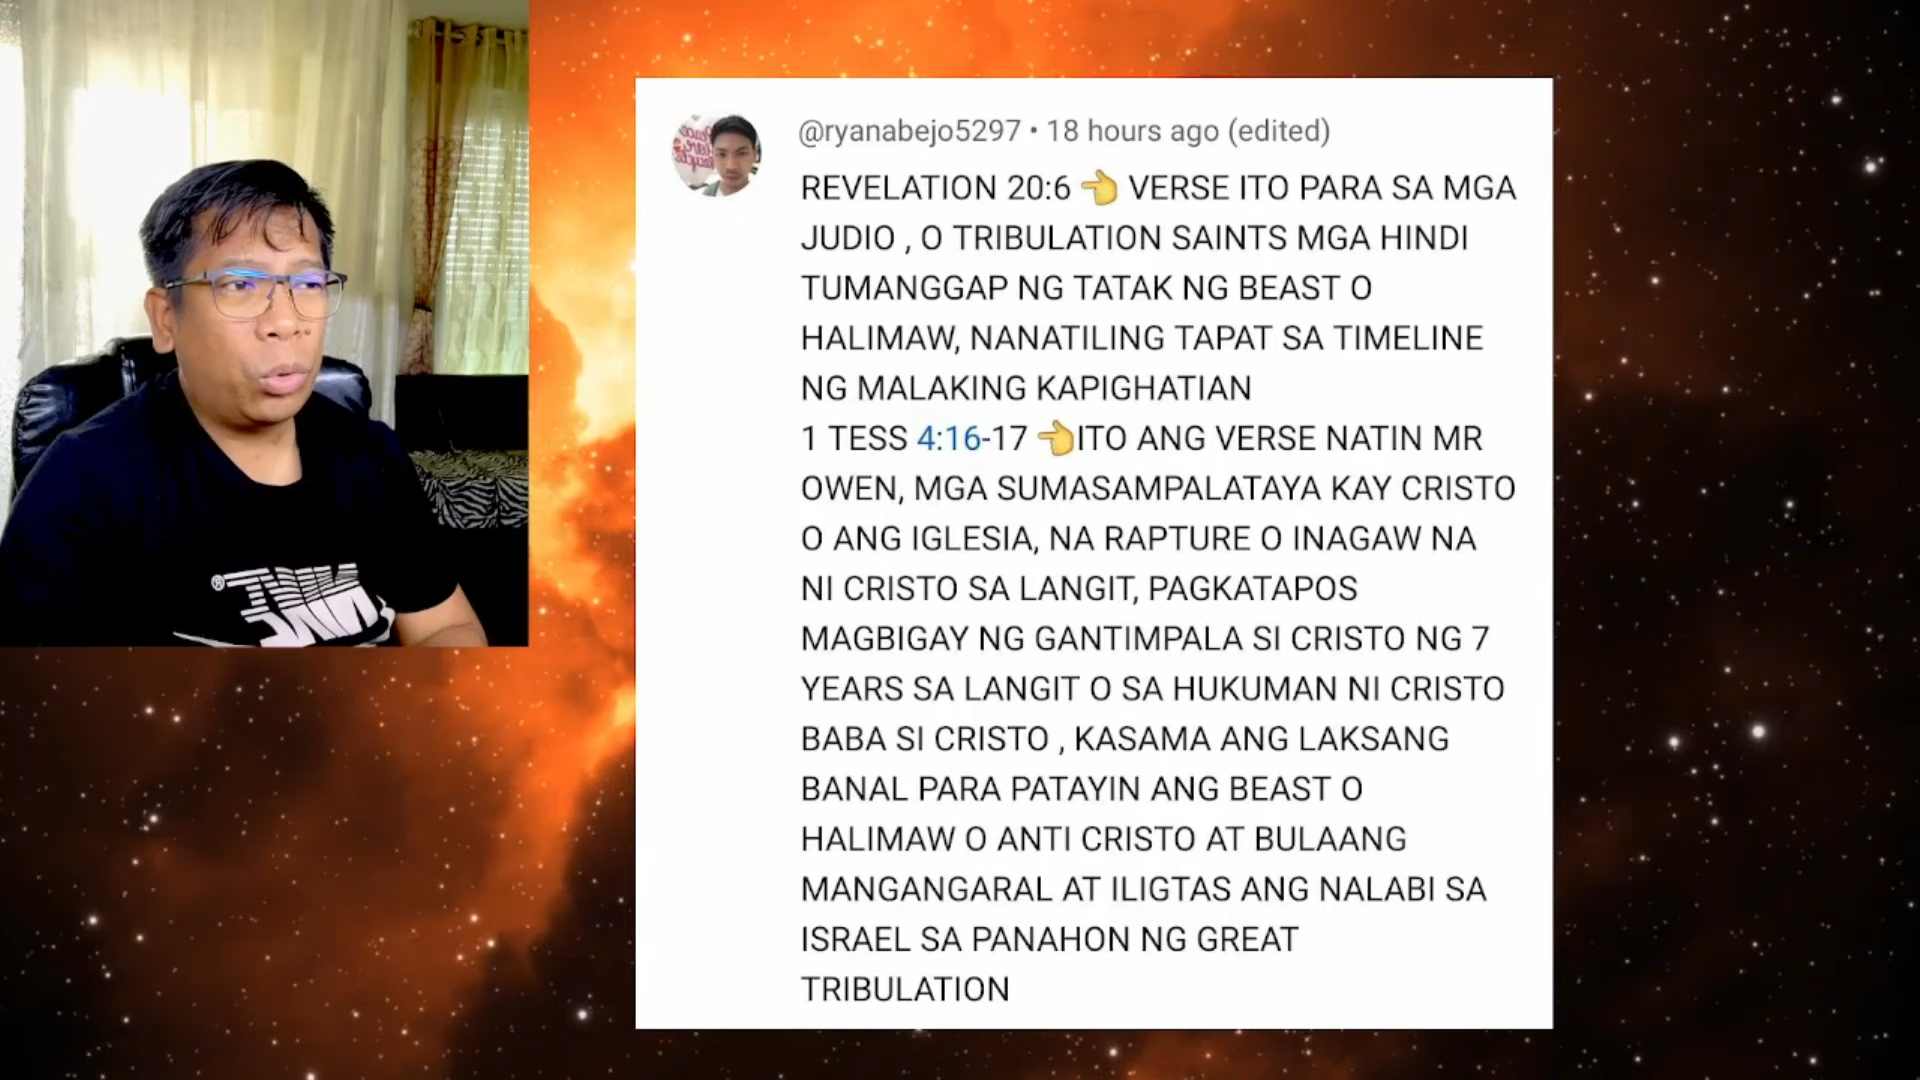 @ryanabejo5297 • 18 hours ago (edited)
REVELATION 20:6 👈 VERSE ITO PARA SA MGA
JUDIO , O TRIBULATION SAINTS MGA HINDI
TUMANGGAP NG TATAK NG BEAST O
HALIMAW, NANATILING TAPAT SA TIMELINE
NG MALAKING KAPIGHATIAN
1 TESS 4:16-17 👈ITO ANG VERSE NATIN MR
OWEN, MGA SUMASAMPALATAYA KAY CRISTO
O ANG IGLESIA, NA RAPTURE O INAGAW NA
NI CRISTO SA LANGIT, PAGKATAPOS
MAGBIGAY NG GANTIMPALA SI CRISTO NG 7
YEARS SA LANGIT O SA HUKUMAN NI CRISTO
BABA SI CRISTO , KASAMA ANG LAKSANG
BANAL PARA PATAYIN ANG BEAST O
HALIMAW O ANTI CRISTO AT BULAANG
MANGANGARAL AT ILIGTAS ANG NALABI SA
ISRAEL SA PANAHON NG GREAT
TRIBULATION